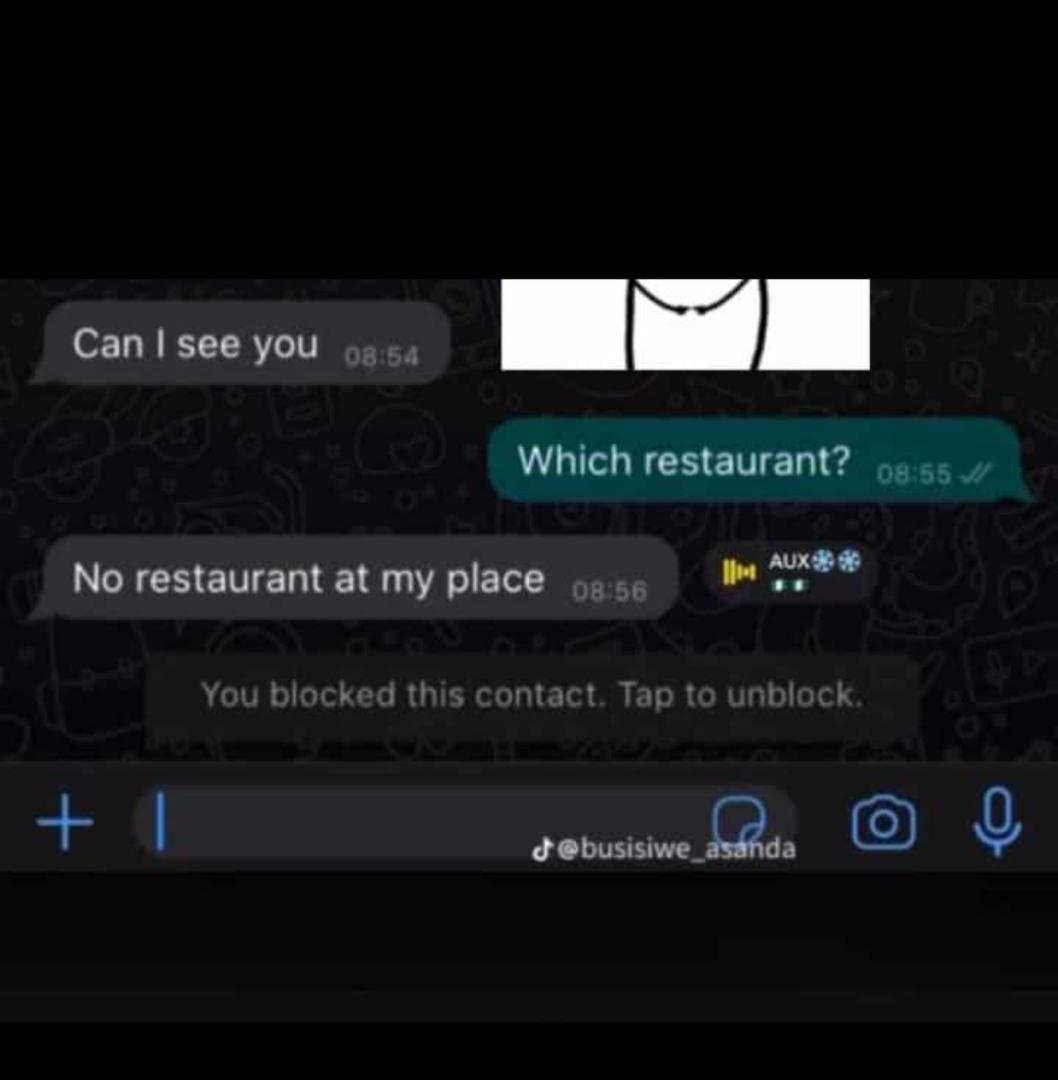 Can I see you 08:54
Which restaurant? 08:55
No restaurant at my place 08:56
AUX
You blocked this contact. Tap to unblock.
@busisiwe_asanda